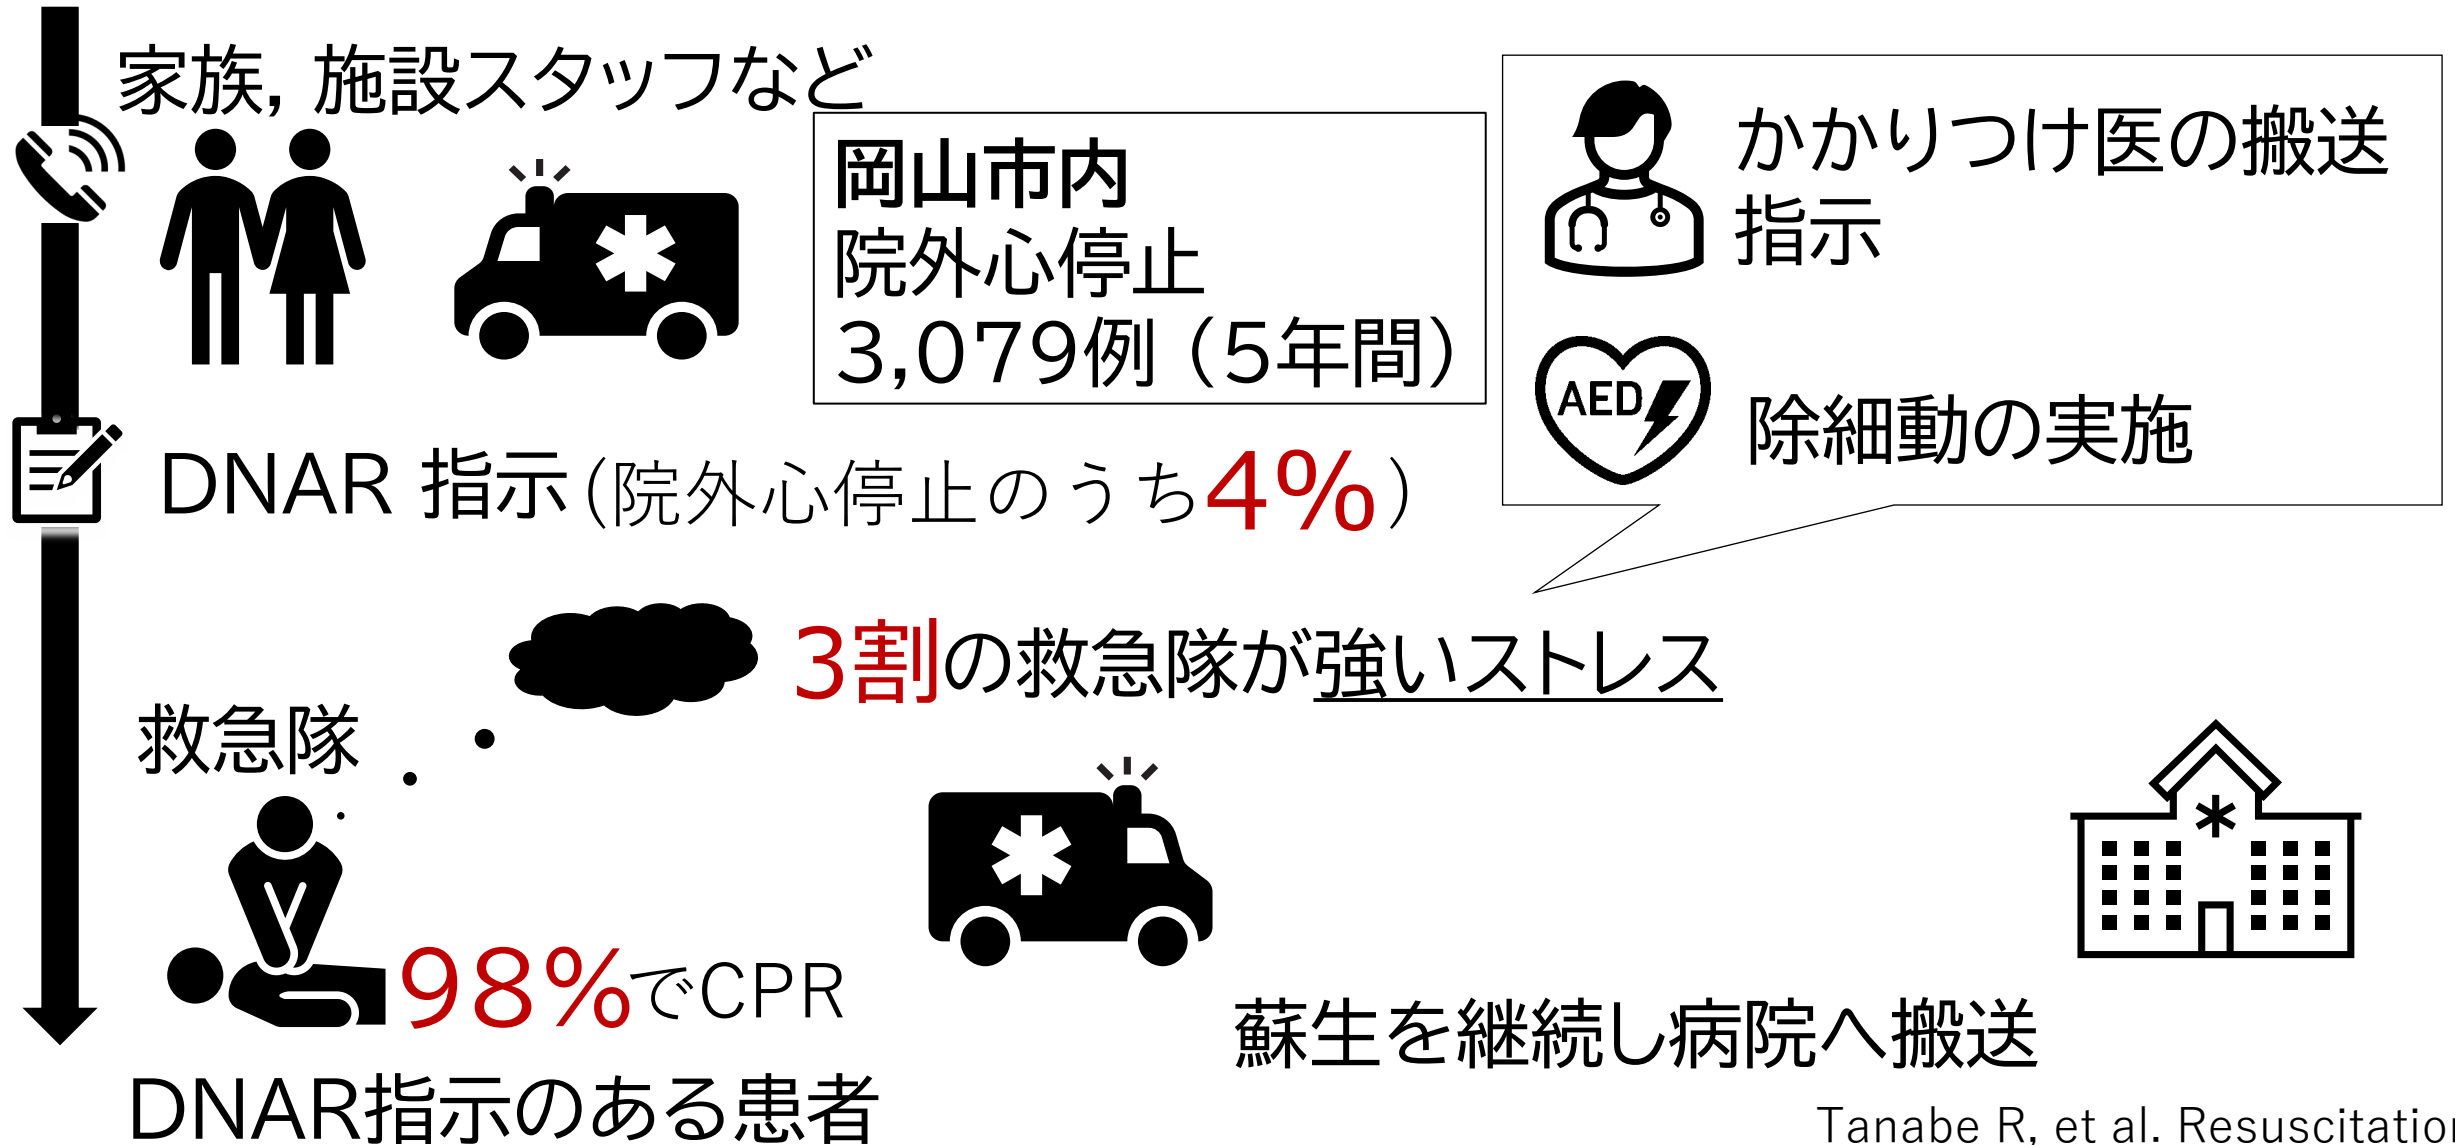 家族, 施設スタッフなど
岡山市内
院外心停止
3,079例（5年間）
かかりつけ医の搬送
指示
AED
除細動の実施
DNAR 指示（院外心停止のうち4%）
3割の救急隊が強いストレス
救急隊
98%でCPR
蘇生を継続し病院へ搬送
DNAR指示のある患者
Tanabe R, et al. Resuscitation